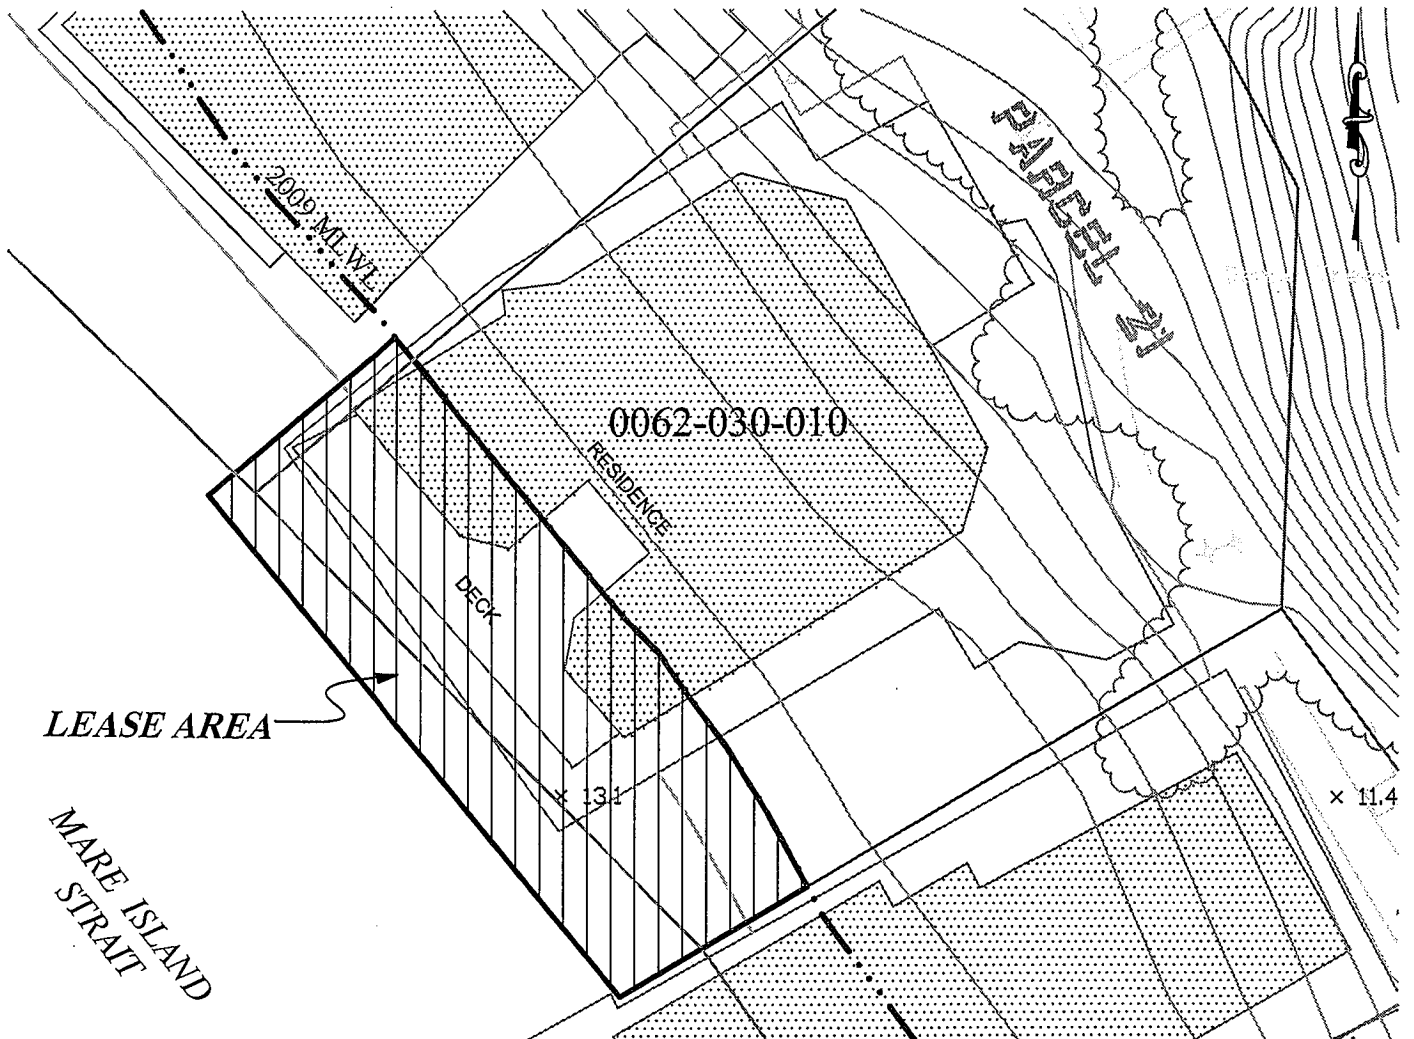 2009 MLWL
PARCEL 21
0062-030-010
RESIDENCE
DECK
LEASE AREA
× 13.1
× 11.4
MARE ISLAND
STRAIT